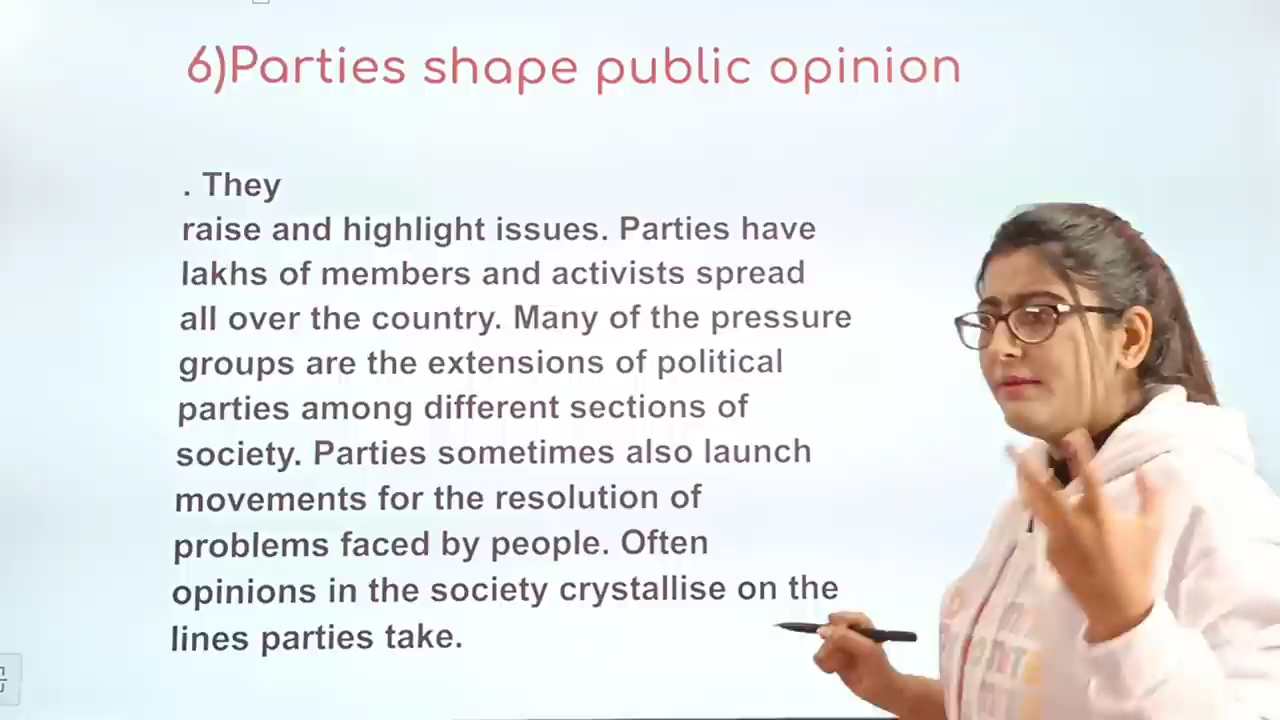 6)Parties shape public opinion
. They
raise and highlight issues. Parties have
lakhs of members and activists spread
all over the country. Many of the pressure
groups are the extensions of political
parties among different sections of
society. Parties sometimes also launch
movements for the resolution of
problems faced by people. Often
opinions in the society crystallise on the
lines parties take.